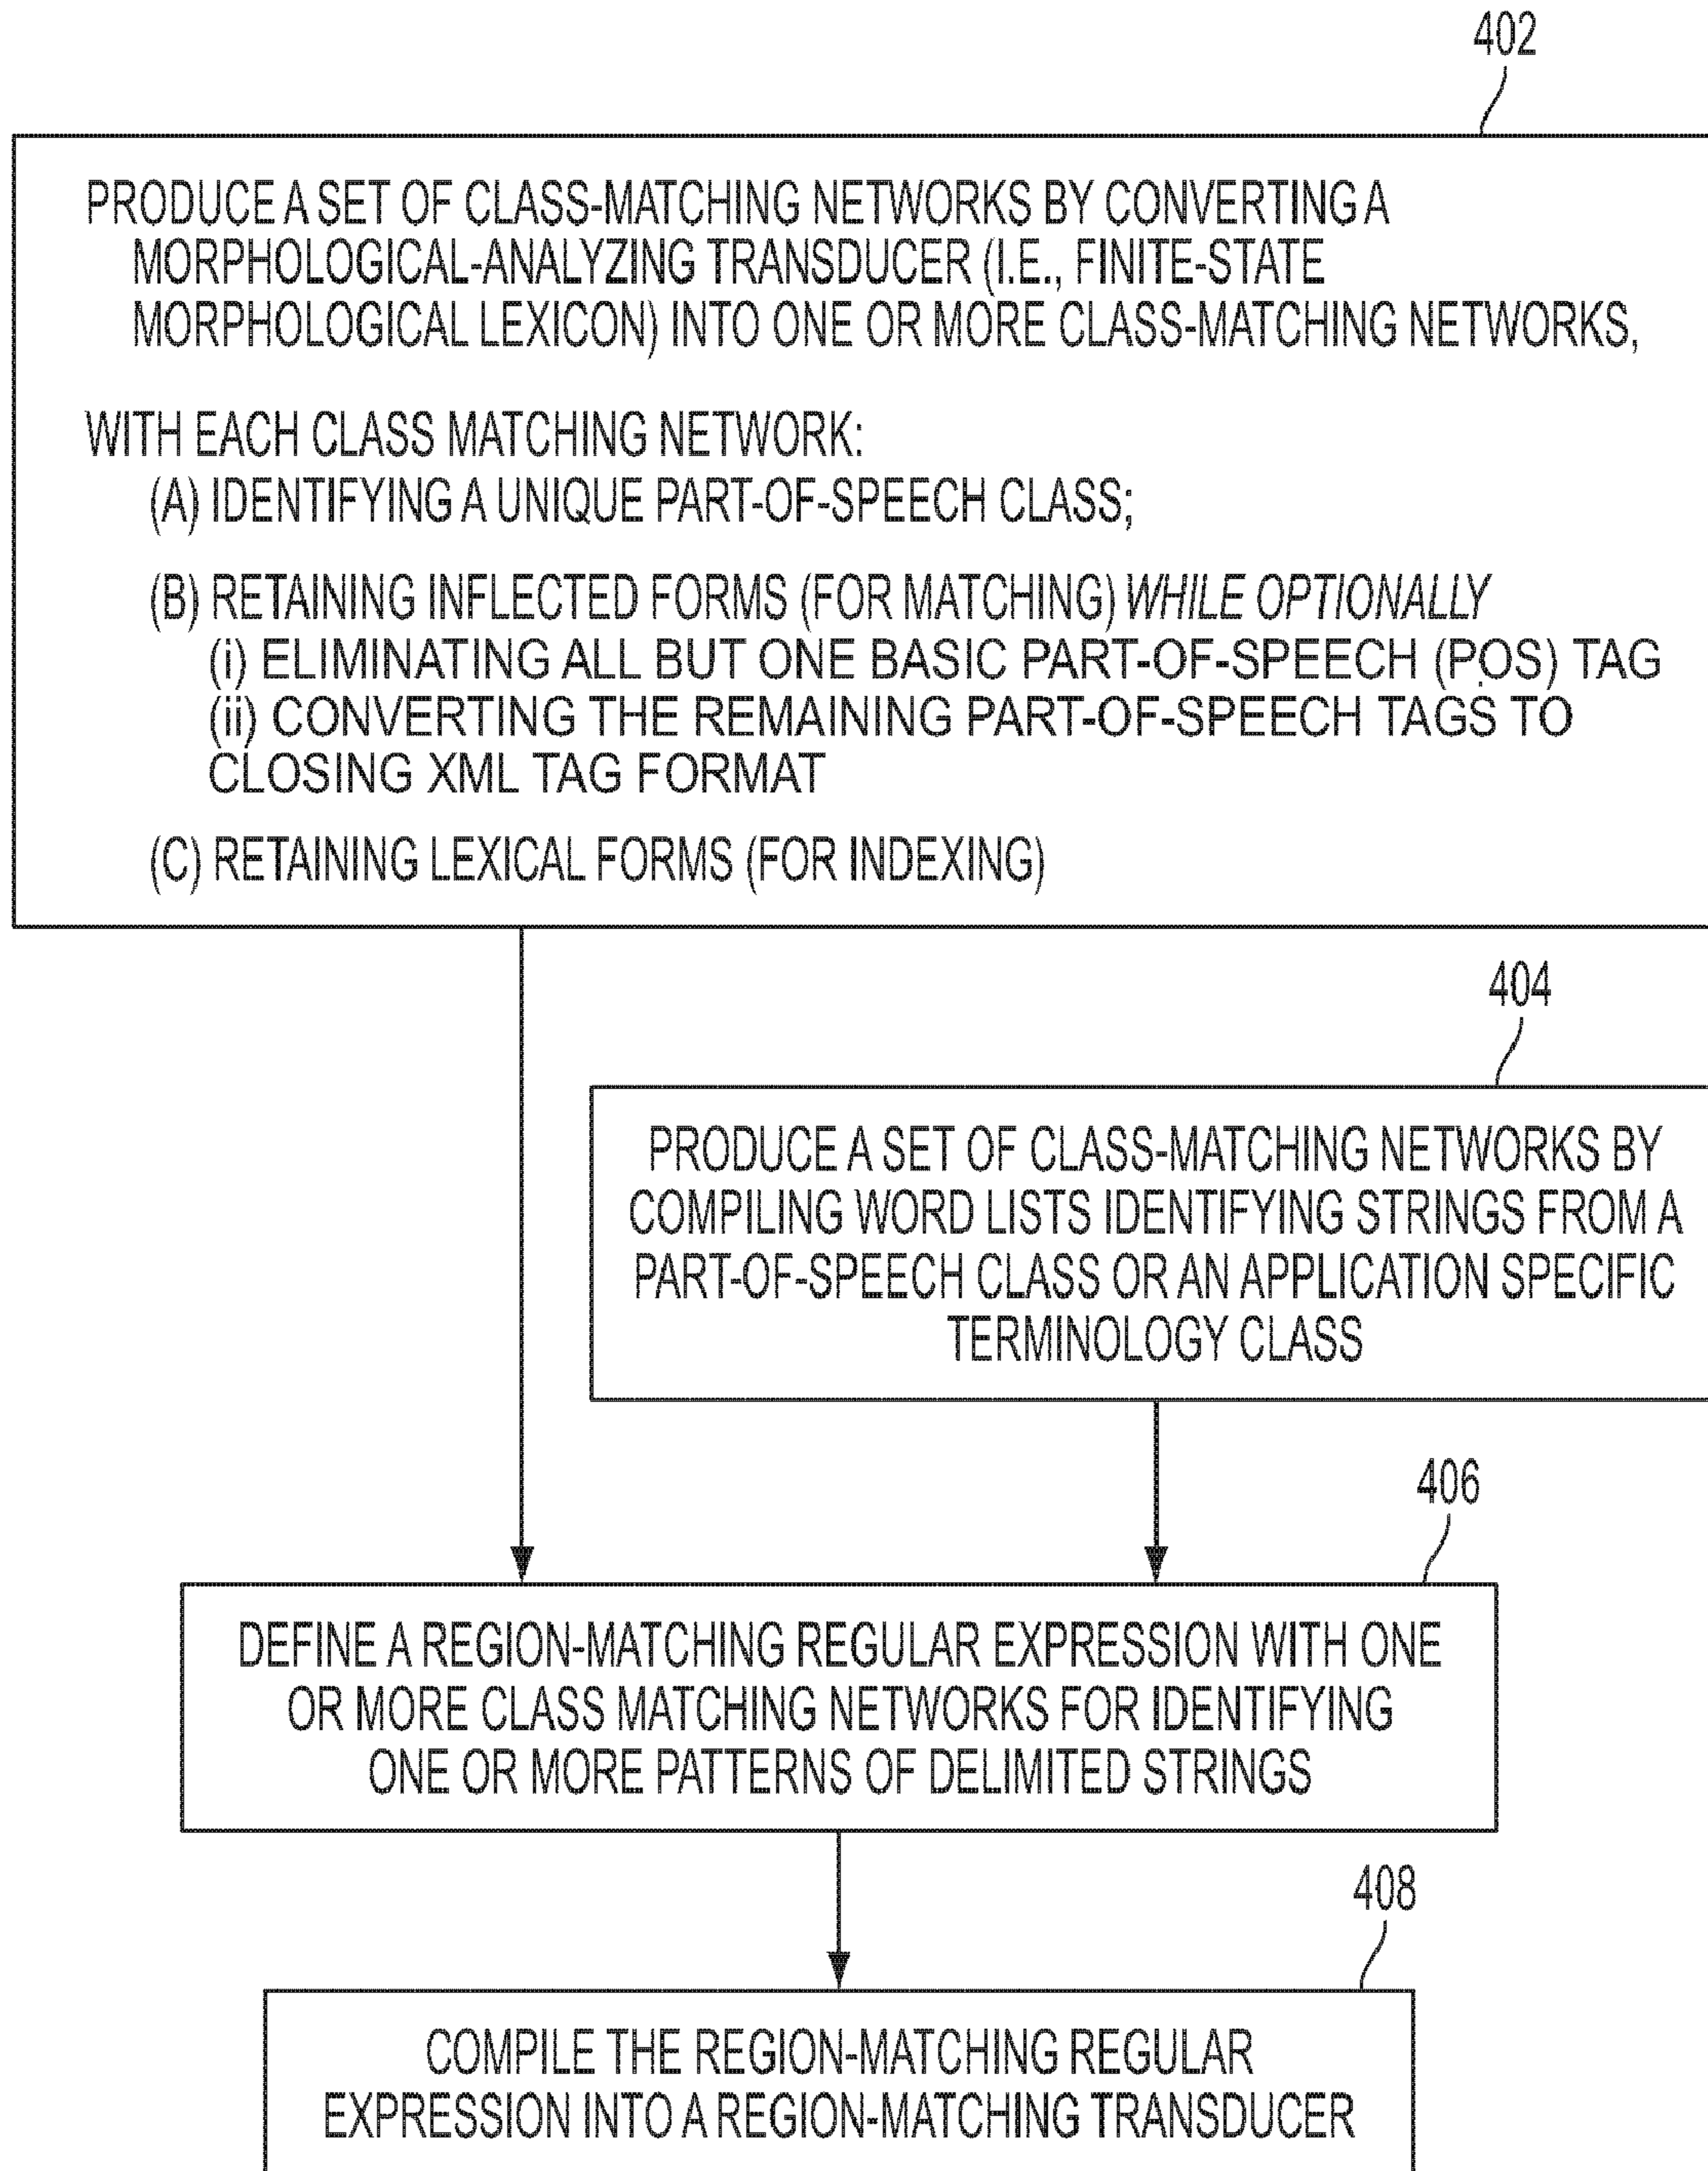 402
PRODUCE A SET OF CLASS-MATCHING NETWORKS BY CONVERTING A
MORPHOLOGICAL-ANALYZING TRANSDUCER (I.E., FINITE-STATE
MORPHOLOGICAL LEXICON) INTO ONE OR MORE CLASS-MATCHING NETWORKS,
WITH EACH CLASS MATCHING NETWORK:
(A) IDENTIFYING A UNIQUE PART-OF-SPEECH CLASS;
(B) RETAINING INFLECTED FORMS (FOR MATCHING) WHILE OPTIONALLY
(i) ELIMINATING ALL BUT ONE BASIC PART-OF-SPEECH (POS) TAG
(ii) CONVERTING THE REMAINING PART-OF-SPEECH TAGS TO
CLOSING XML TAG FORMAT
(C) RETAINING LEXICAL FORMS (FOR INDEXING)
404
PRODUCE A SET OF CLASS-MATCHING NETWORKS BY
COMPILING WORD LISTS IDENTIFYING STRINGS FROM A
PART-OF-SPEECH CLASS OR AN APPLICATION SPECIFIC
TERMINOLOGY CLASS
406
DEFINE A REGION-MATCHING REGULAR EXPRESSION WITH ONE
OR MORE CLASS MATCHING NETWORKS FOR IDENTIFYING
ONE OR MORE PATTERNS OF DELIMITED STRINGS
408
COMPILE THE REGION-MATCHING REGULAR
EXPRESSION INTO A REGION-MATCHING TRANSDUCER